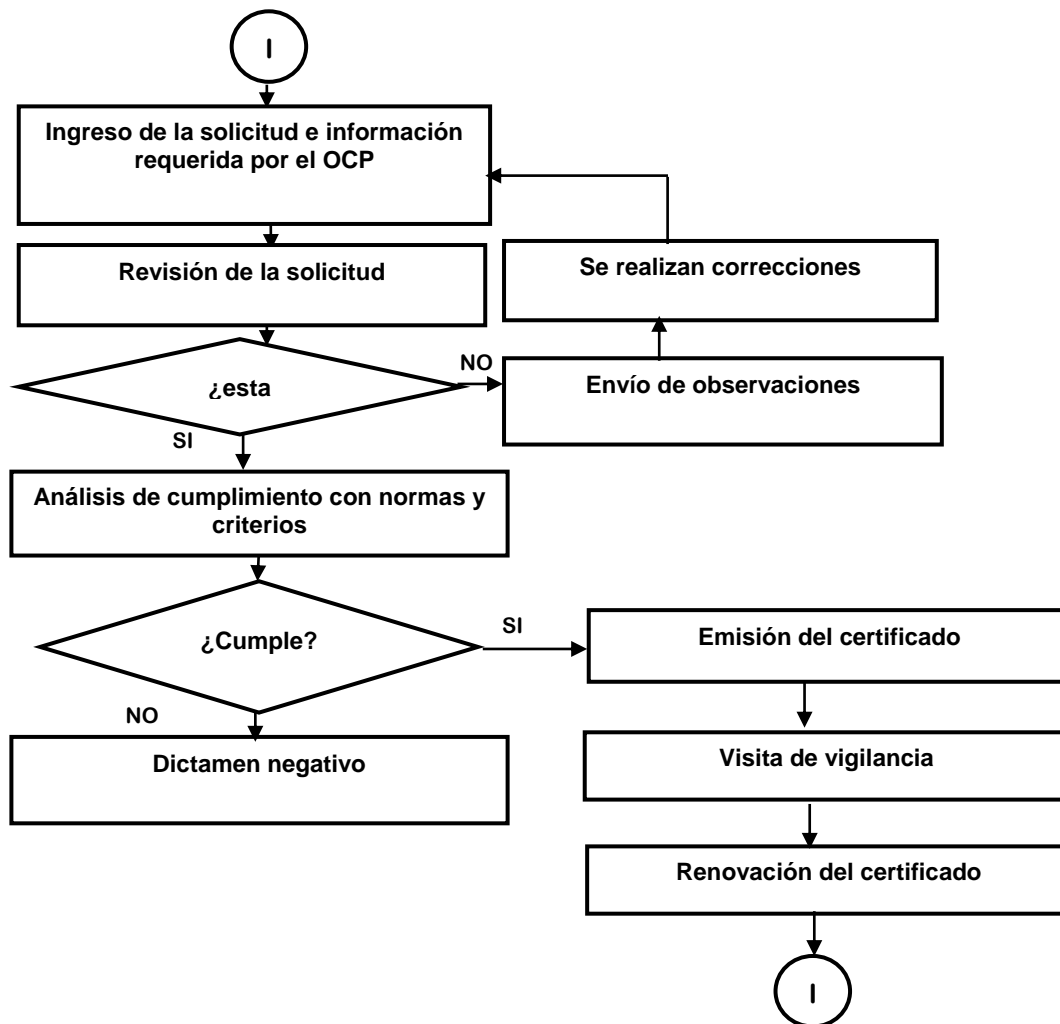 I
Ingreso de la solicitud e información
requerida por el OCP
Revisión de la solicitud
Se realizan correcciones
¿esta
NO
Envío de observaciones
SI
Análisis de cumplimiento con normas y
criterios
¿Cumple?
SI
Emisión del certificado
NO
Dictamen negativo
Visita de vigilancia
Renovación del certificado
I